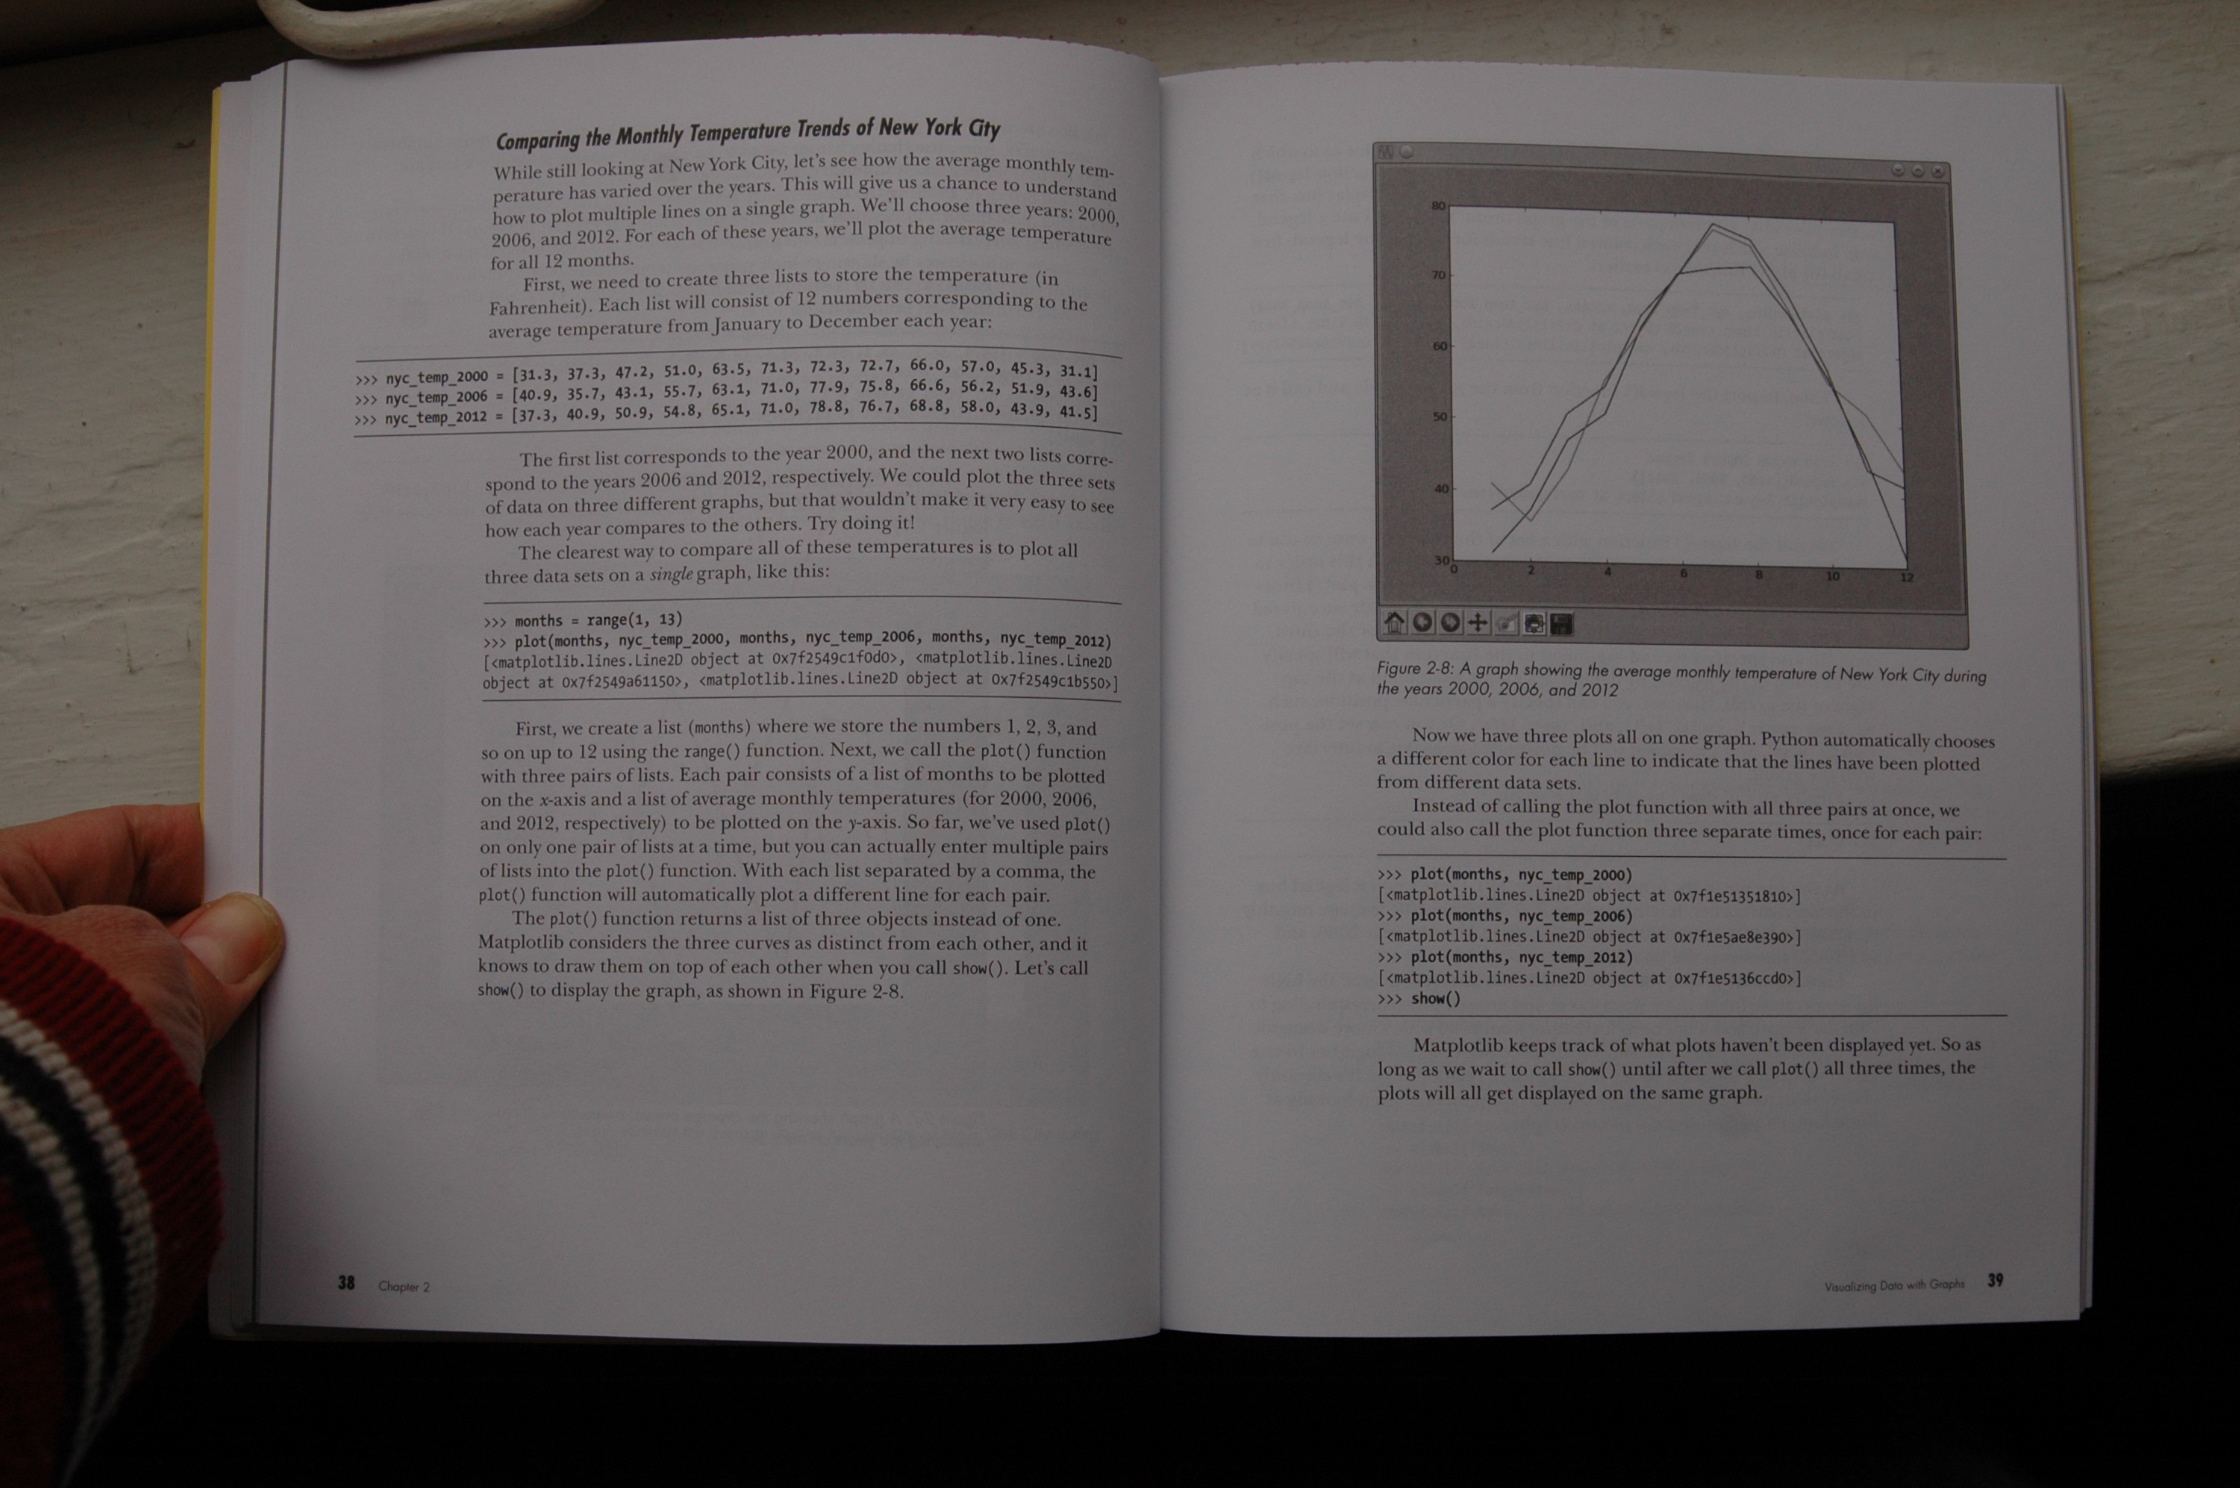 Comparing the Monthly Temperature Trends of New York City
While still looking at New York City, let's see how the average monthly tem-
perature has varied over the years. This will give us a chance to understand
how to plot multiple lines on a single graph. We'll choose three years: 2000,
2006, and 2012. For each of these years, we'll plot the average temperature
for all 12 months.
First, we need to create three lists to store the temperature (in
Fahrenheit). Each list will consist of 12 numbers corresponding to the
average temperature from January to December each year:
>>> nyc_temp_2000 = [31.3, 37.3, 47.2, 51.0, 63.5, 71.3, 72.3, 72.7, 66.0, 57.0, 45.3, 31.1]
>>> nyc_temp_2006 = [40.9, 35.7, 43.1, 55.7, 63.1, 71.0, 77.9, 75.8, 66.6, 56.2, 51.9, 43.6]
>>> nyc_temp_2012 = [37.3, 40.9, 50.9, 54.8, 65.1, 71.0, 78.8, 76.7, 68.8, 58.0, 43.9, 41.5]
The first list corresponds to the year 2000, and the next two lists corre-
spond to the years 2006 and 2012, respectively. We could plot the three sets
of data on three different graphs, but that wouldn't make it very easy to see
how each year compares to the others. Try doing it!
The clearest way to compare all of these temperatures is to plot all
three data sets on a single graph, like this:
>>> months = range(1, 13)
>>> plot(months, nyc_temp_2000, months, nyc_temp_2006, months, nyc_temp_2012)
[<matplotlib.lines.Line2D object at 0x7f2549c1f0d0>, <matplotlib.lines.Line2D
object at 0x7f2549a61150>, <matplotlib.lines.Line2D object at 0x7f2549c1b550>]
First, we create a list (months) where we store the numbers 1, 2, 3, and
so on up to 12 using the range() function. Next, we call the plot() function
with three pairs of lists. Each pair consists of a list of months to be plotted
on the x-axis and a list of average monthly temperatures (for 2000, 2006,
and 2012, respectively) to be plotted on the y-axis. So far, we've used plot()
on only one pair of lists at a time, but you can actually enter multiple pairs
of lists into the plot() function. With each list separated by a comma, the
plot() function will automatically plot a different line for each pair.
The plot() function returns a list of three objects instead of one.
Matplotlib considers the three curves as distinct from each other, and it
knows to draw them on top of each other when you call show(). Let's call
show() to display the graph, as shown in Figure 2-8.
38 Chapter 2
80
70
60
50
40
30
0 2 4 6 8 10 12
Figure 2-8: A graph showing the average monthly temperature of New York City during
the years 2000, 2006, and 2012
Now we have three plots all on one graph. Python automatically chooses
a different color for each line to indicate that the lines have been plotted
from different data sets.
Instead of calling the plot function with all three pairs at once, we
could also call the plot function three separate times, once for each pair:
>>> plot(months, nyc_temp_2000)
[<matplotlib.lines.Line2D object at 0x7f1e51351810>]
>>> plot(months, nyc_temp_2006)
[<matplotlib.lines.Line2D object at 0x7f1e5ae8e390>]
>>> plot(months, nyc_temp_2012)
[<matplotlib.lines.Line2D object at 0x7f1e5136ccd0>]
>>> show()
Matplotlib keeps track of what plots haven't been displayed yet. So as
long as we wait to call show() until after we call plot() all three times, the
plots will all get displayed on the same graph.
Visualizing Data with Graphs 39